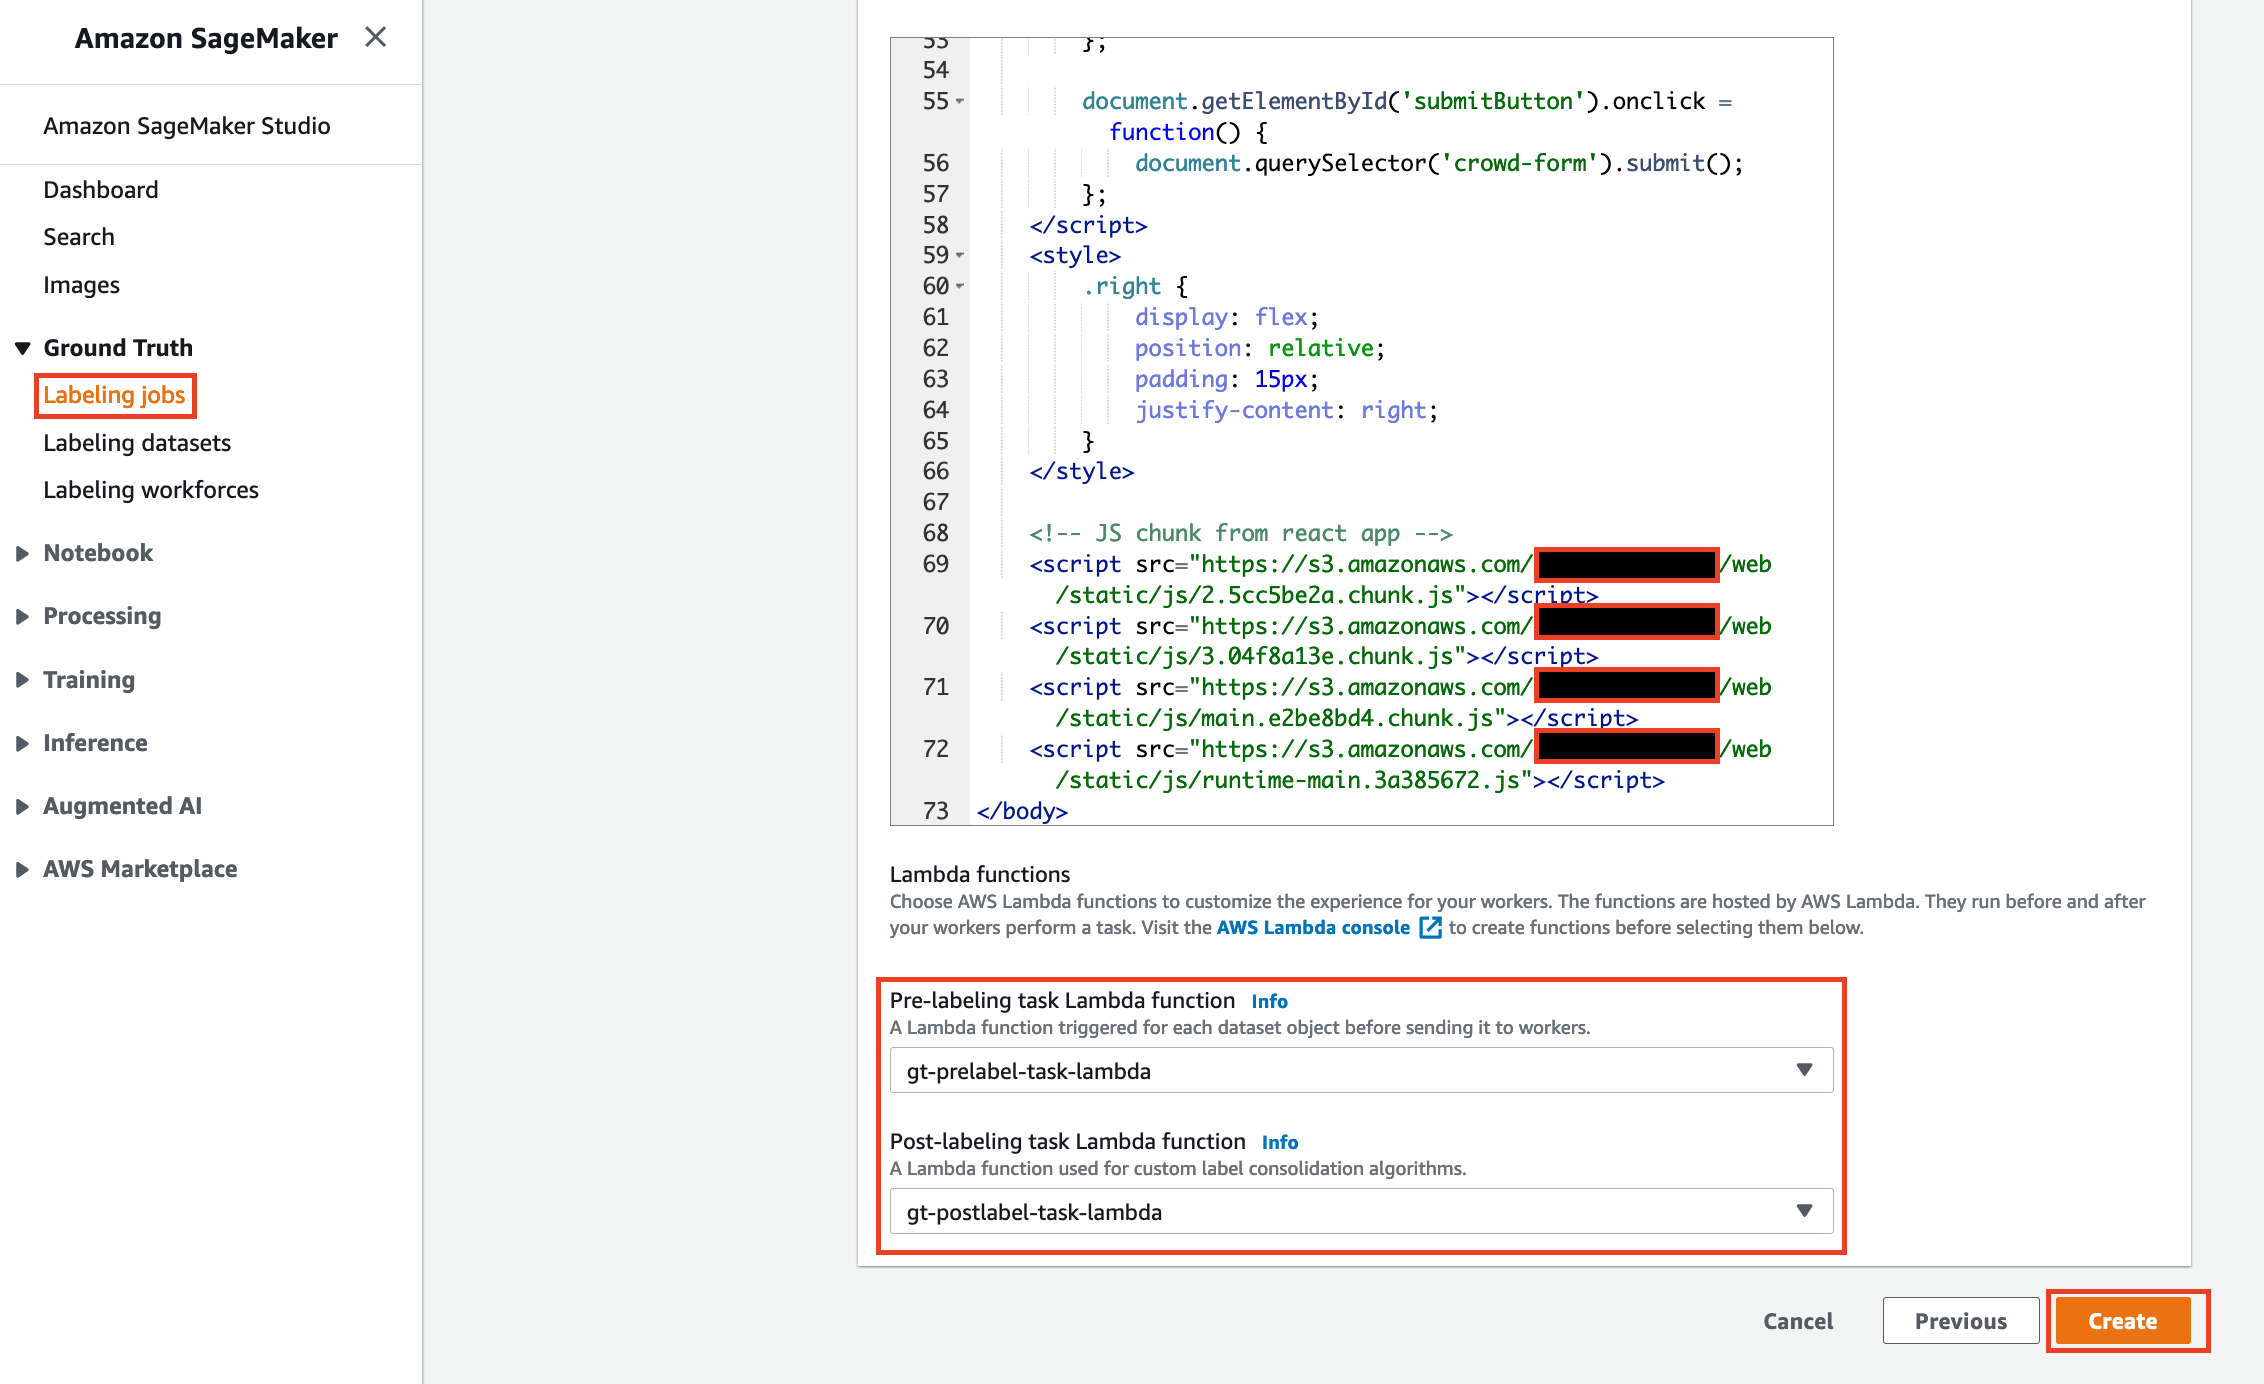 Amazon SageMaker
Amazon SageMaker Studio
Dashboard
Search
Images
Ground Truth
Labeling jobs
Labeling datasets
Labeling workforces
Notebook
Processing
Training
Inference
Augmented AI
AWS Marketplace
53 };
54
55 document.getElementById('submitButton').onclick =
function() {
56 document.querySelector('crowd-form').submit();
57 };
58 </script>
59 <style>
60 .right {
61 display: flex;
62 position: relative;
63 padding: 15px;
64 justify-content: right;
65 }
66 </style>
67
68 <!-- JS chunk from react app -->
69 <script src="https://s3.amazonaws.com/ /web
/static/js/2.5cc5be2a.chunk.js"></script>
70 <script src="https://s3.amazonaws.com/ /web
/static/js/3.04f8a13e.chunk.js"></script>
71 <script src="https://s3.amazonaws.com/ /web
/static/js/main.e2be8bd4.chunk.js"></script>
72 <script src="https://s3.amazonaws.com/ /web
/static/js/runtime-main.3a385672.js"></script>
73 </body>
Lambda functions
Choose AWS Lambda functions to customize the experience for your workers. The functions are hosted by AWS Lambda. They run before and after
your workers perform a task. Visit the AWS Lambda console to create functions before selecting them below.
Pre-labeling task Lambda function Info
A Lambda function triggered for each dataset object before sending it to workers.
gt-prelabel-task-lambda
Post-labeling task Lambda function Info
A Lambda function used for custom label consolidation algorithms.
gt-postlabel-task-lambda
Cancel
Previous
Create